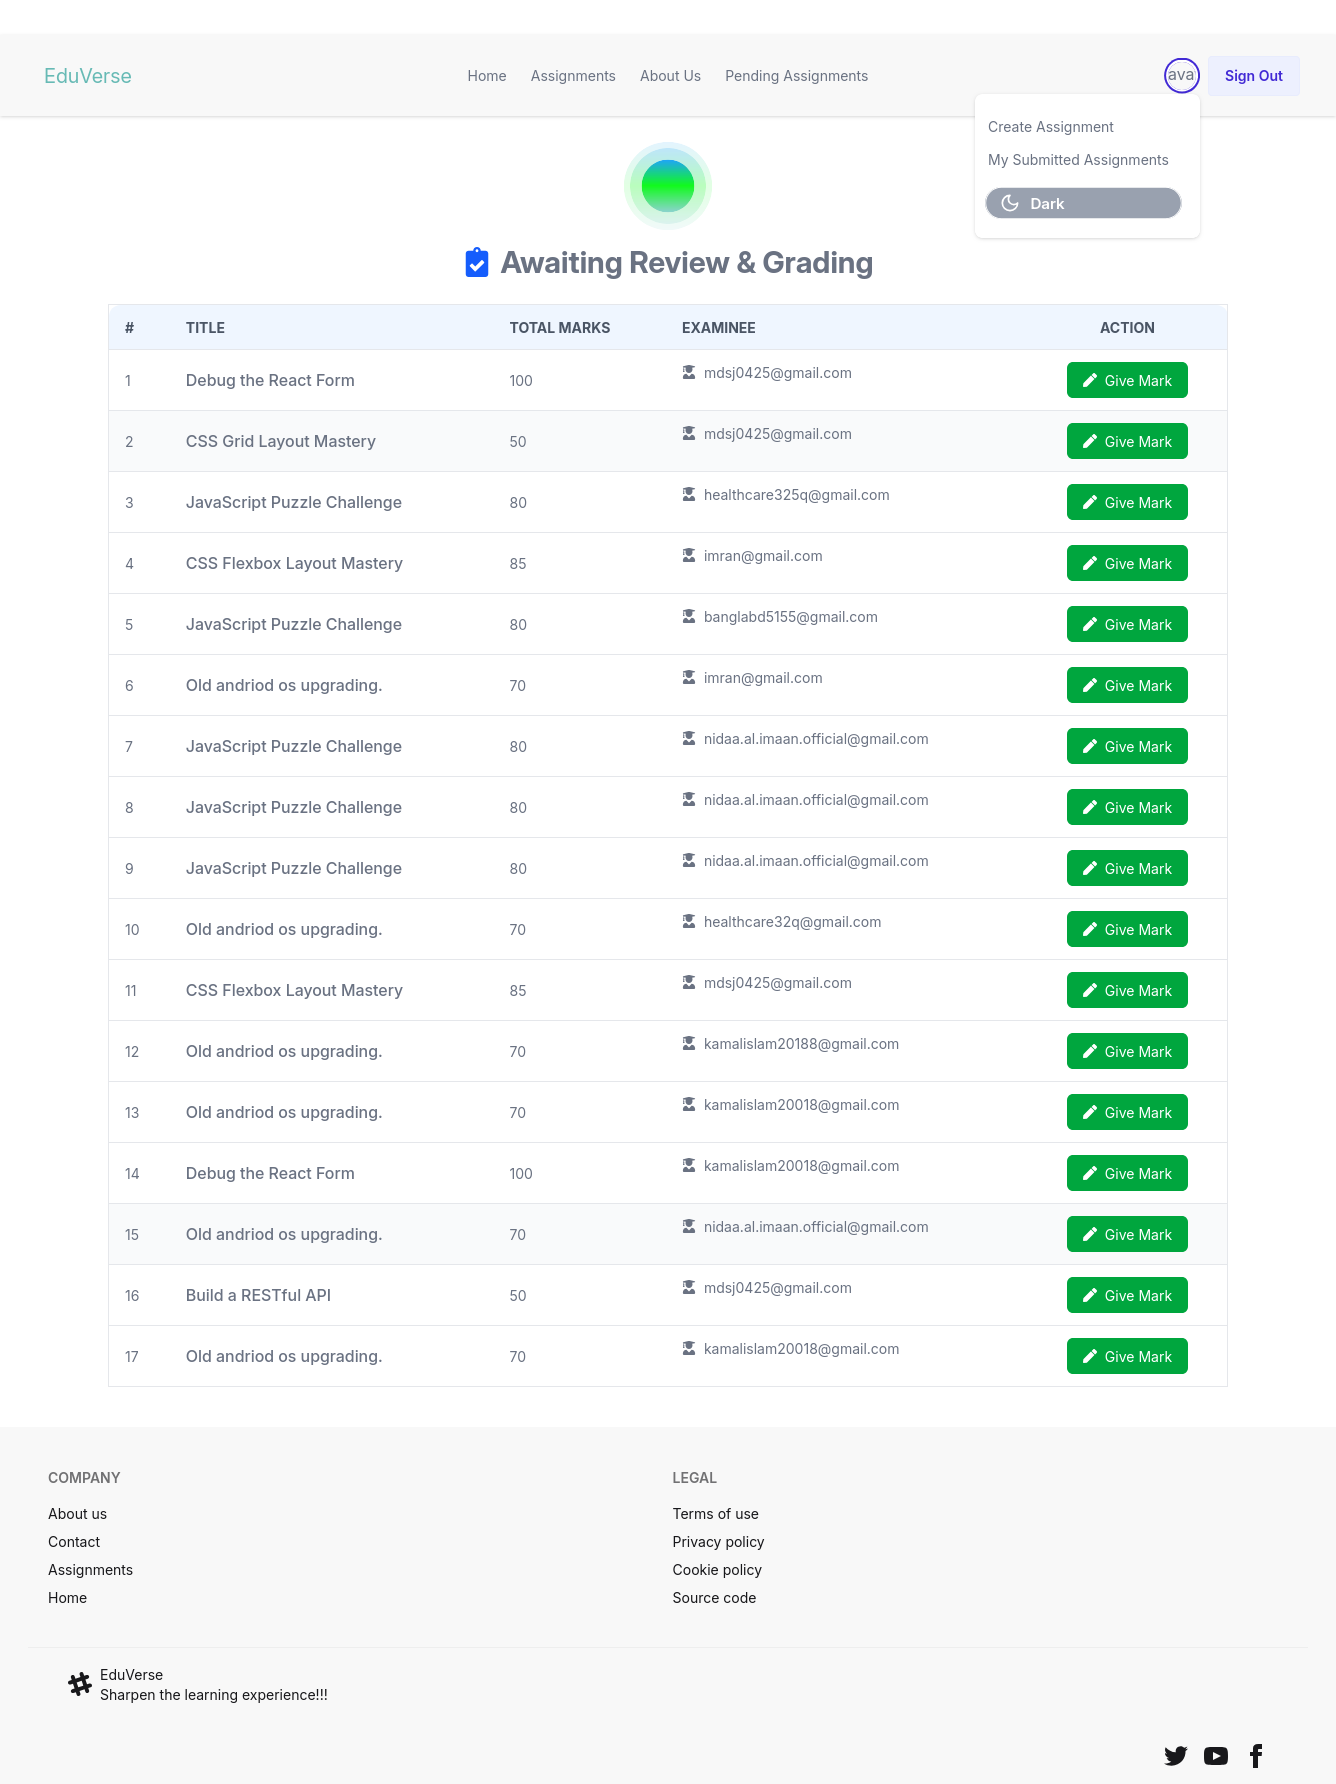 EduVerse
Home Assignments About Us Pending Assignments
ava
Sign Out
Create Assignment
My Submitted Assignments
Dark
Awaiting Review & Grading
# TITLE TOTAL MARKS EXAMINEE ACTION
1 Debug the React Form 100 mdsj0425@gmail.com Give Mark
2 CSS Grid Layout Mastery 50 mdsj0425@gmail.com Give Mark
3 JavaScript Puzzle Challenge 80 healthcare325q@gmail.com Give Mark
4 CSS Flexbox Layout Mastery 85 imran@gmail.com Give Mark
5 JavaScript Puzzle Challenge 80 banglabd5155@gmail.com Give Mark
6 Old andriod os upgrading. 70 imran@gmail.com Give Mark
7 JavaScript Puzzle Challenge 80 nidaa.al.imaan.official@gmail.com Give Mark
8 JavaScript Puzzle Challenge 80 nidaa.al.imaan.official@gmail.com Give Mark
9 JavaScript Puzzle Challenge 80 nidaa.al.imaan.official@gmail.com Give Mark
10 Old andriod os upgrading. 70 healthcare32q@gmail.com Give Mark
11 CSS Flexbox Layout Mastery 85 mdsj0425@gmail.com Give Mark
12 Old andriod os upgrading. 70 kamalislam20188@gmail.com Give Mark
13 Old andriod os upgrading. 70 kamalislam20018@gmail.com Give Mark
14 Debug the React Form 100 kamalislam20018@gmail.com Give Mark
15 Old andriod os upgrading. 70 nidaa.al.imaan.official@gmail.com Give Mark
16 Build a RESTful API 50 mdsj0425@gmail.com Give Mark
17 Old andriod os upgrading. 70 kamalislam20018@gmail.com Give Mark
COMPANY
About us
Contact
Assignments
Home
LEGAL
Terms of use
Privacy policy
Cookie policy
Source code
EduVerse
Sharpen the learning experience!!!